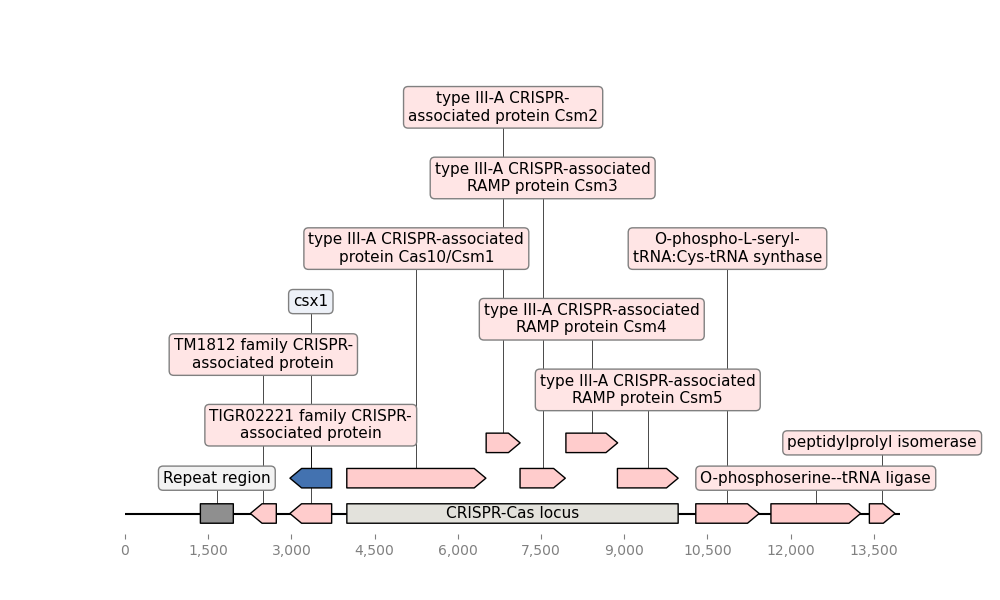 type III-A CRISPR-
associated protein Csm2
type III-A CRISPR-associated
RAMP protein Csm3
type III-A CRISPR-associated
protein Cas10/Csm1
O-phospho-L-seryl-
tRNA:Cys-tRNA synthase
csx1
type III-A CRISPR-associated
RAMP protein Csm4
TM1812 family CRISPR-
associated protein
type III-A CRISPR-associated
RAMP protein Csm5
TIGR02221 family CRISPR-
associated protein
peptidylprolyl isomerase
Repeat region
O-phosphoserine--tRNA ligase
CRISPR-Cas locus
0 1,500 3,000 4,500 6,000 7,500 9,000 10,500 12,000 13,500